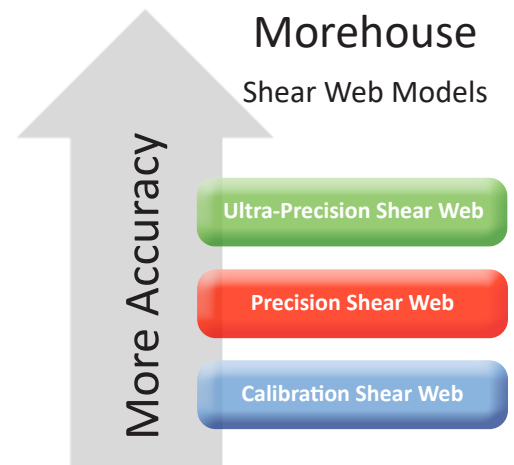 Morehouse
Shear Web Models
More Accuracy
Ultra-Precision Shear Web
Precision Shear Web
Calibration Shear Web